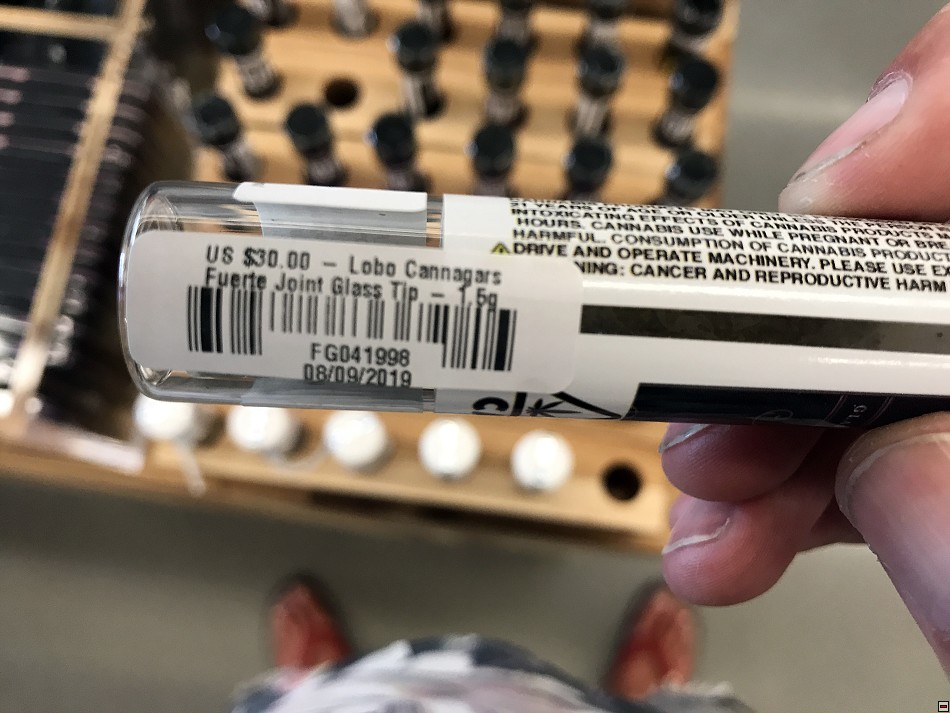 US $30.00 – Lobo Cannagars
Fuerte Joint Glass Tip – 1.5g
FG041998
08/09/2019
INTOXICATING EFFECTS OF CANNABIS
HOURS. CANNABIS USE WHILE PREGNANT OR
HARMFUL. CONSUMPTION OF CANNABIS
DRIVE AND OPERATE MACHINERY. PLEASE USE
NING: CANCER AND REPRODUCTIVE HARM